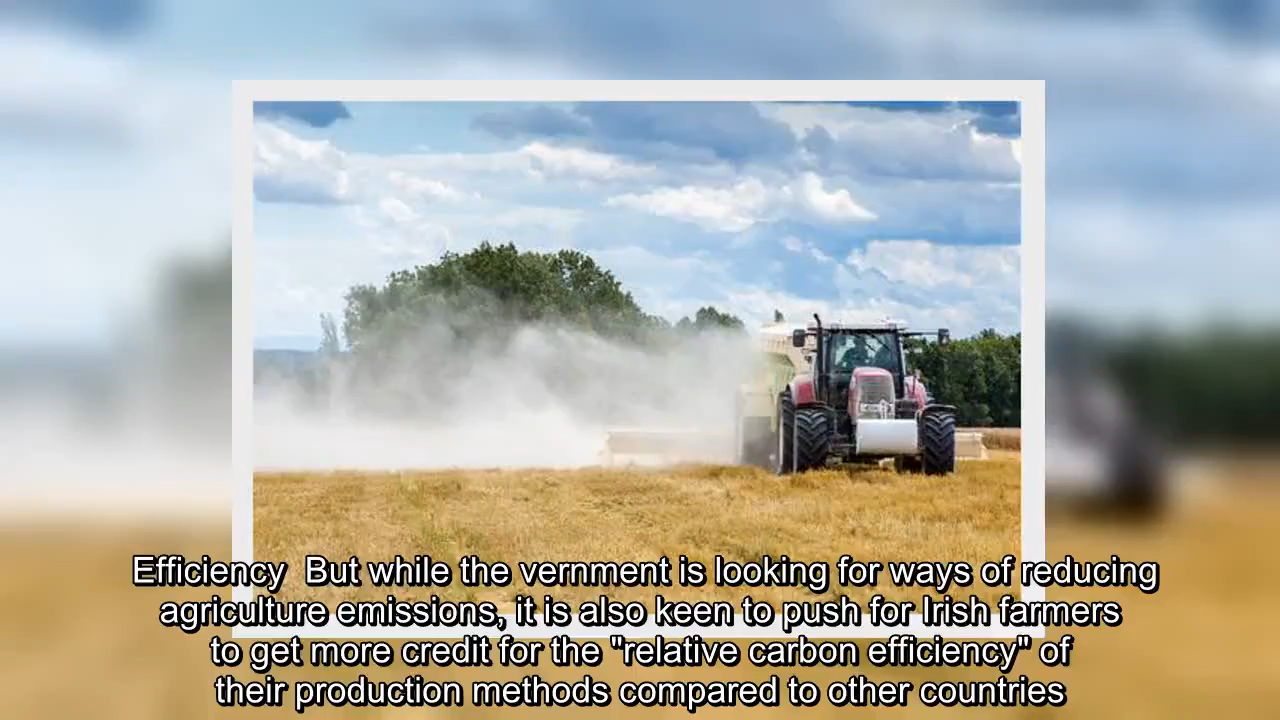 Efficiency  But while the vernment is looking for ways of reducing
agriculture emissions, it is also keen to push for Irish farmers
to get more credit for the "relative carbon efficiency" of
their production methods compared to other countries